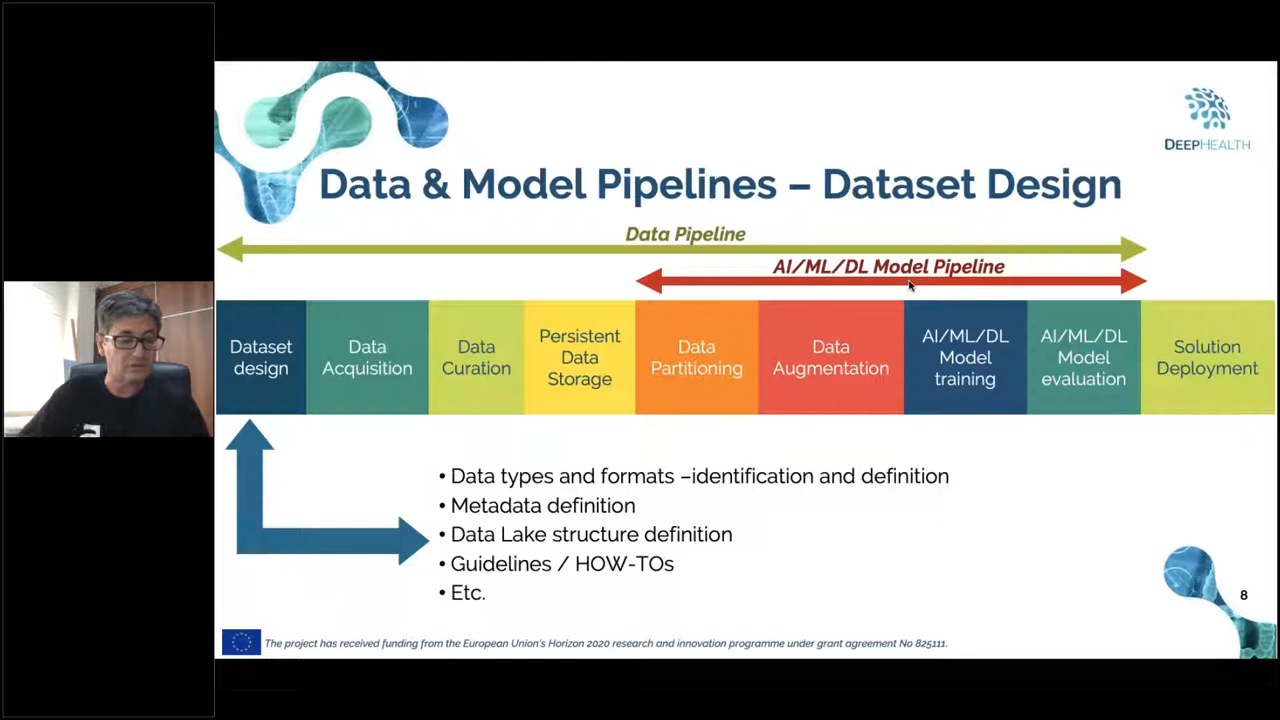 DEEPHEALTH
Data & Model Pipelines – Dataset Design
Data Pipeline
AI/ML/DL Model Pipeline
Dataset
design
Data
Acquisition
Data
Curation
Persistent
Data
Storage
Data
Partitioning
Data
Augmentation
AI/ML/DL
Model
training
AI/ML/DL
Model
evaluation
Solution
Deployment
• Data types and formats –identification and definition
• Metadata definition
• Data Lake structure definition
• Guidelines / HOW-TOs
• Etc.
8
The project has received funding from the European Union's Horizon 2020 research and innovation programme under grant agreement No 825111.